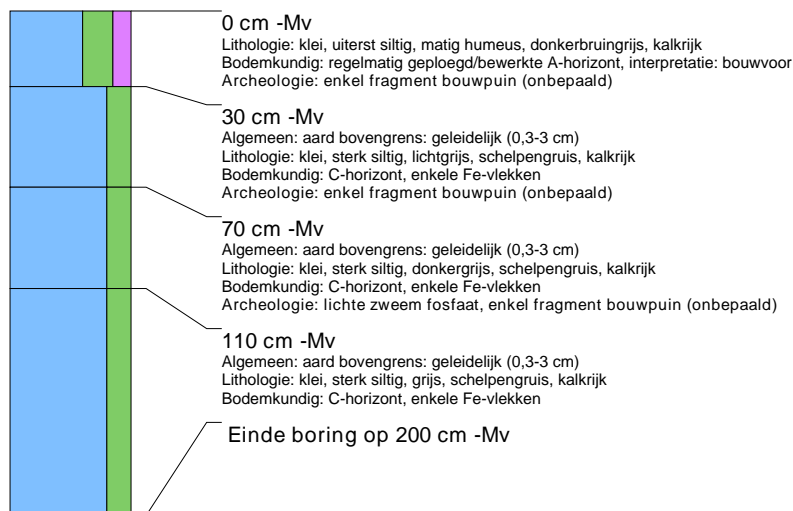 0 cm -Mv
Lithologie: klei, uiterst siltig, matig humeus, donkerbruingrijs, kalkrijk
Bodemkundig: regelmatig geploegd/bewerkte A-horizont, interpretatie: bouwvoor
Archeologie: enkel fragment bouwpuin (onbepaald)
30 cm -Mv
Algemeen: aard bovengrens: geleidelijk (0,3-3 cm)
Lithologie: klei, sterk siltig, lichtgrijs, schelpengruis, kalkrijk
Bodemkundig: C-horizont, enkele Fe-vlekken
Archeologie: enkel fragment bouwpuin (onbepaald)
70 cm -Mv
Algemeen: aard bovengrens: geleidelijk (0,3-3 cm)
Lithologie: klei, sterk siltig, donkergrijs, schelpengruis, kalkrijk
Bodemkundig: C-horizont, enkele Fe-vlekken
Archeologie: lichte zweem fosfaat, enkel fragment bouwpuin (onbepaald)
110 cm -Mv
Algemeen: aard bovengrens: geleidelijk (0,3-3 cm)
Lithologie: klei, sterk siltig, grijs, schelpengruis, kalkrijk
Bodemkundig: C-horizont, enkele Fe-vlekken
Einde boring op 200 cm -Mv